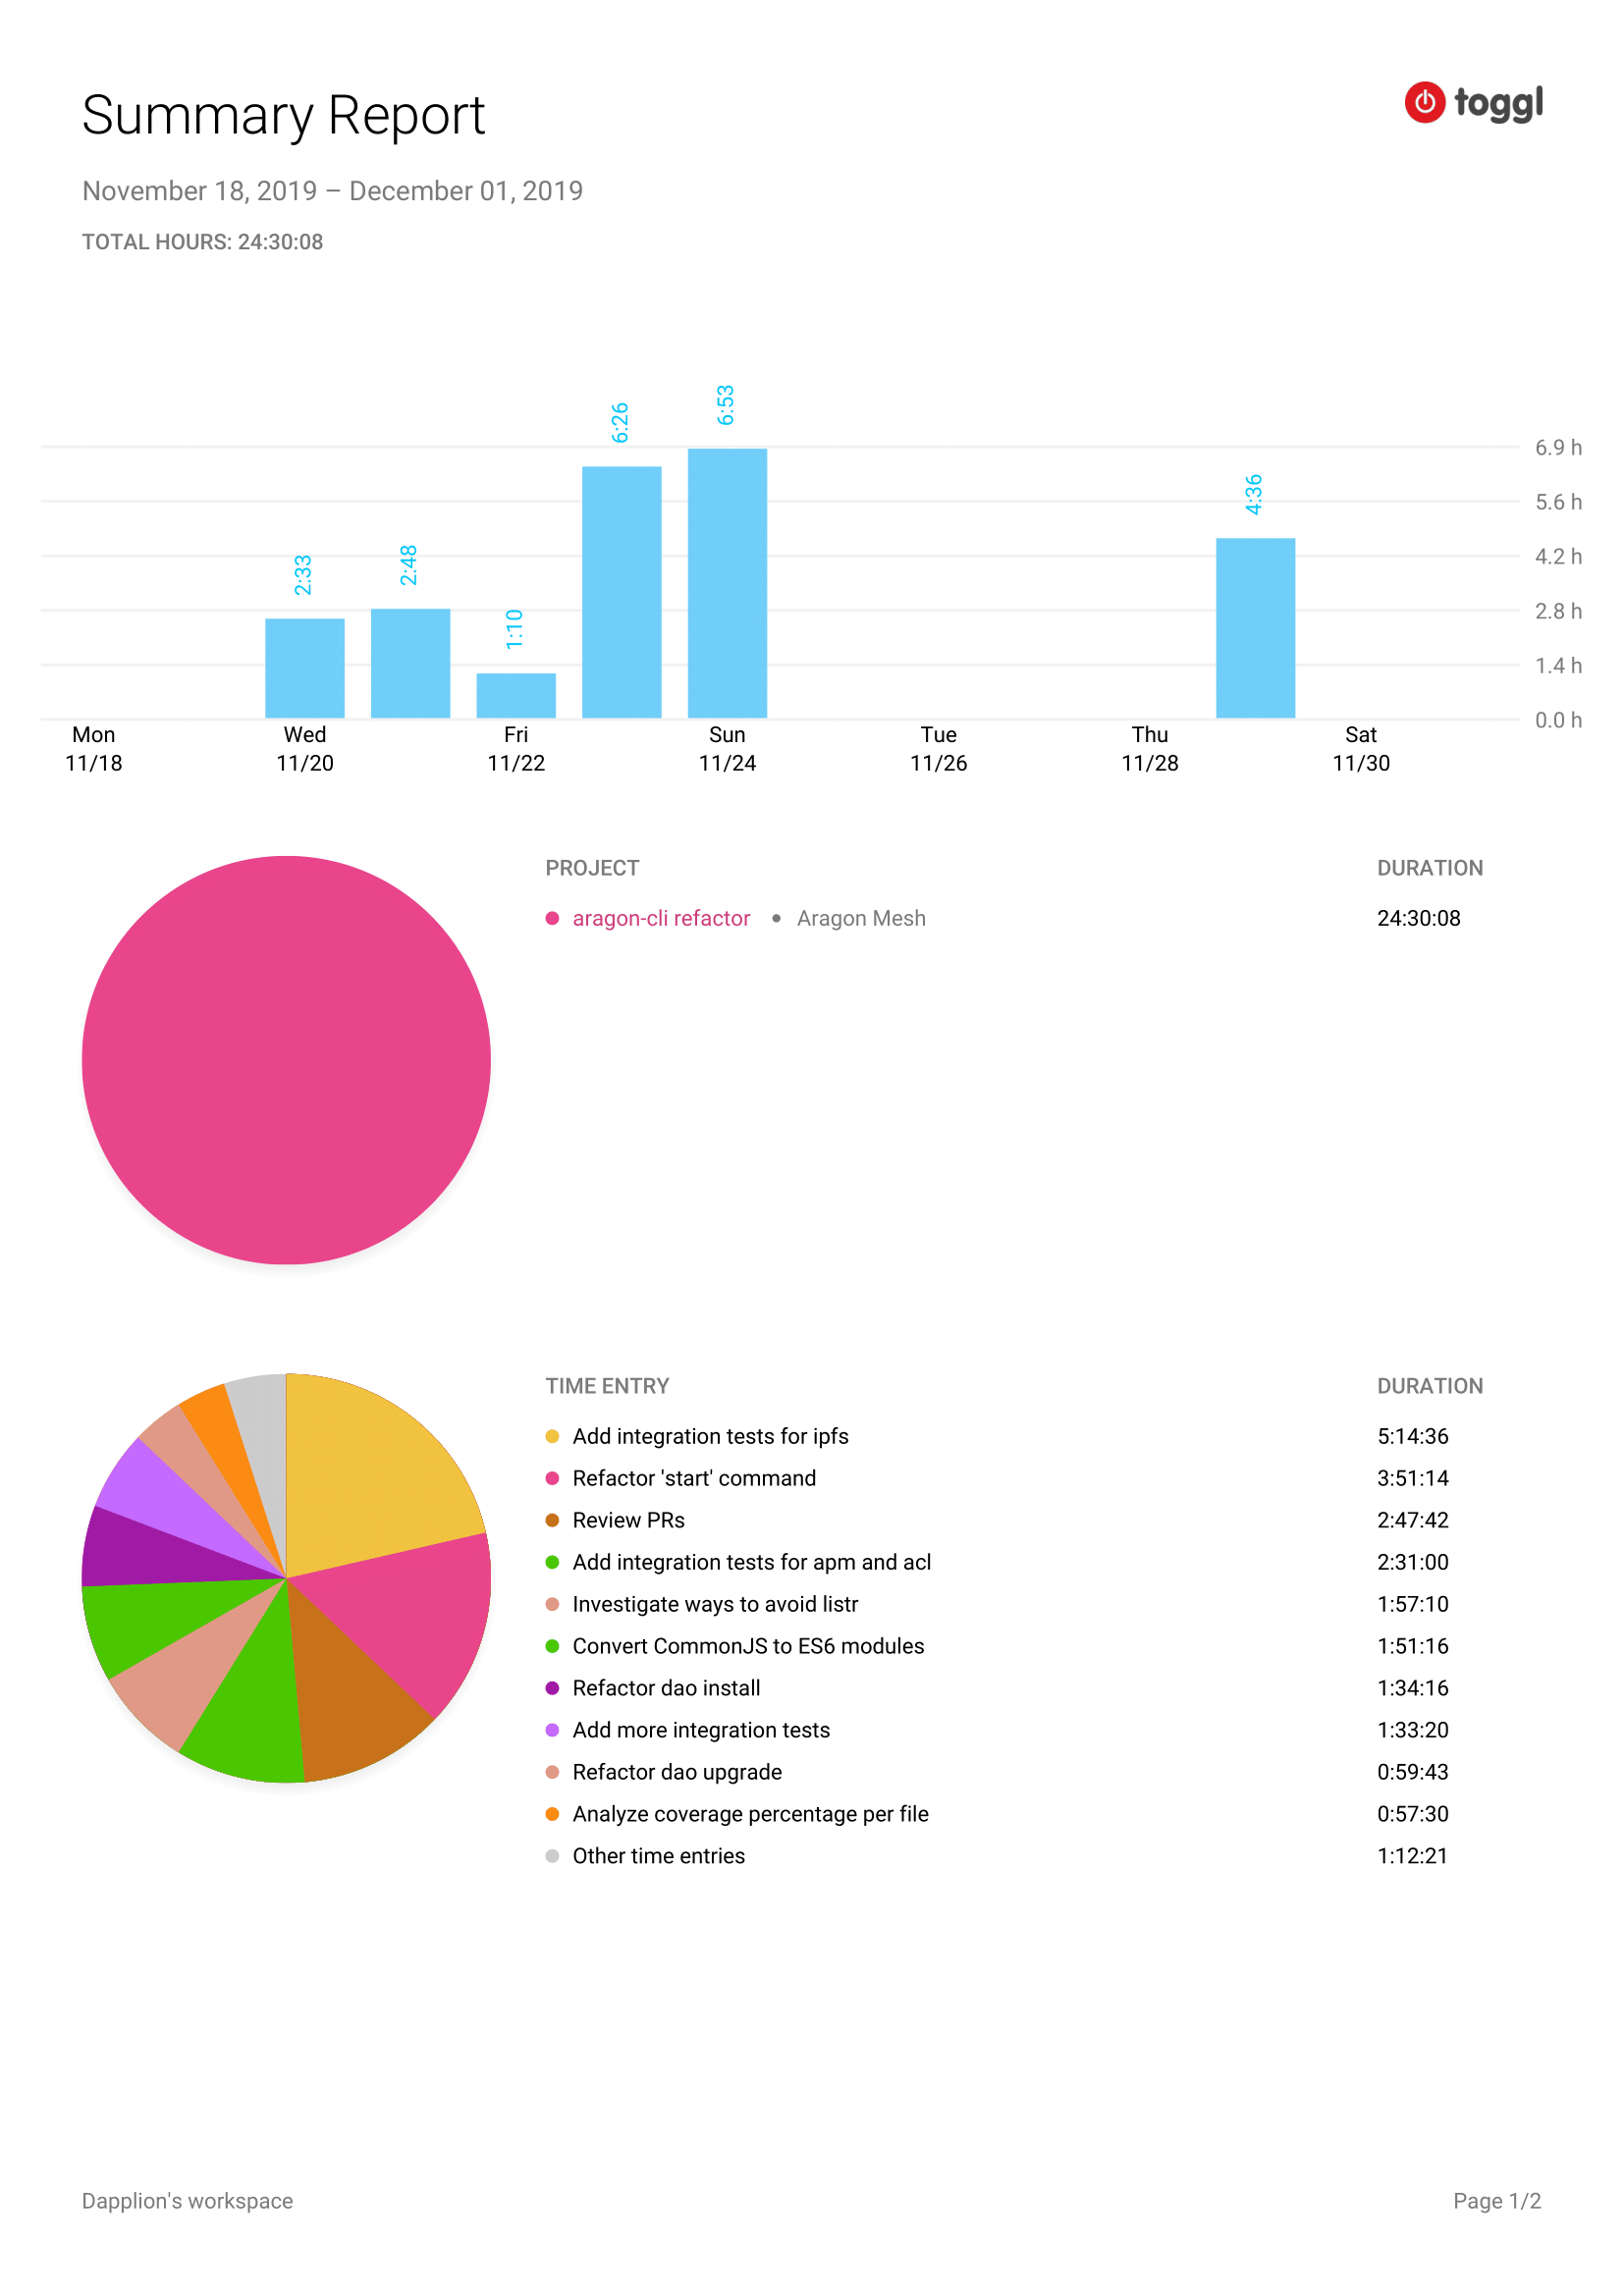 Summary Report
toggl
November 18, 2019 – December 01, 2019
TOTAL HOURS: 24:30:08
2:33
2:48
1:10
6:26
6:53
4:36
6.9 h
5.6 h
4.2 h
2.8 h
1.4 h
0.0 h
Mon Wed Fri Sun Tue Thu Sat
11/18 11/20 11/22 11/24 11/26 11/28 11/30
PROJECT DURATION
aragon-cli refactor • Aragon Mesh 24:30:08
TIME ENTRY DURATION
Add integration tests for ipfs 5:14:36
Refactor 'start' command 3:51:14
Review PRs 2:47:42
Add integration tests for apm and acl 2:31:00
Investigate ways to avoid listr 1:57:10
Convert CommonJS to ES6 modules 1:51:16
Refactor dao install 1:34:16
Add more integration tests 1:33:20
Refactor dao upgrade 0:59:43
Analyze coverage percentage per file 0:57:30
Other time entries 1:12:21
Dapplion's workspace Page 1/2